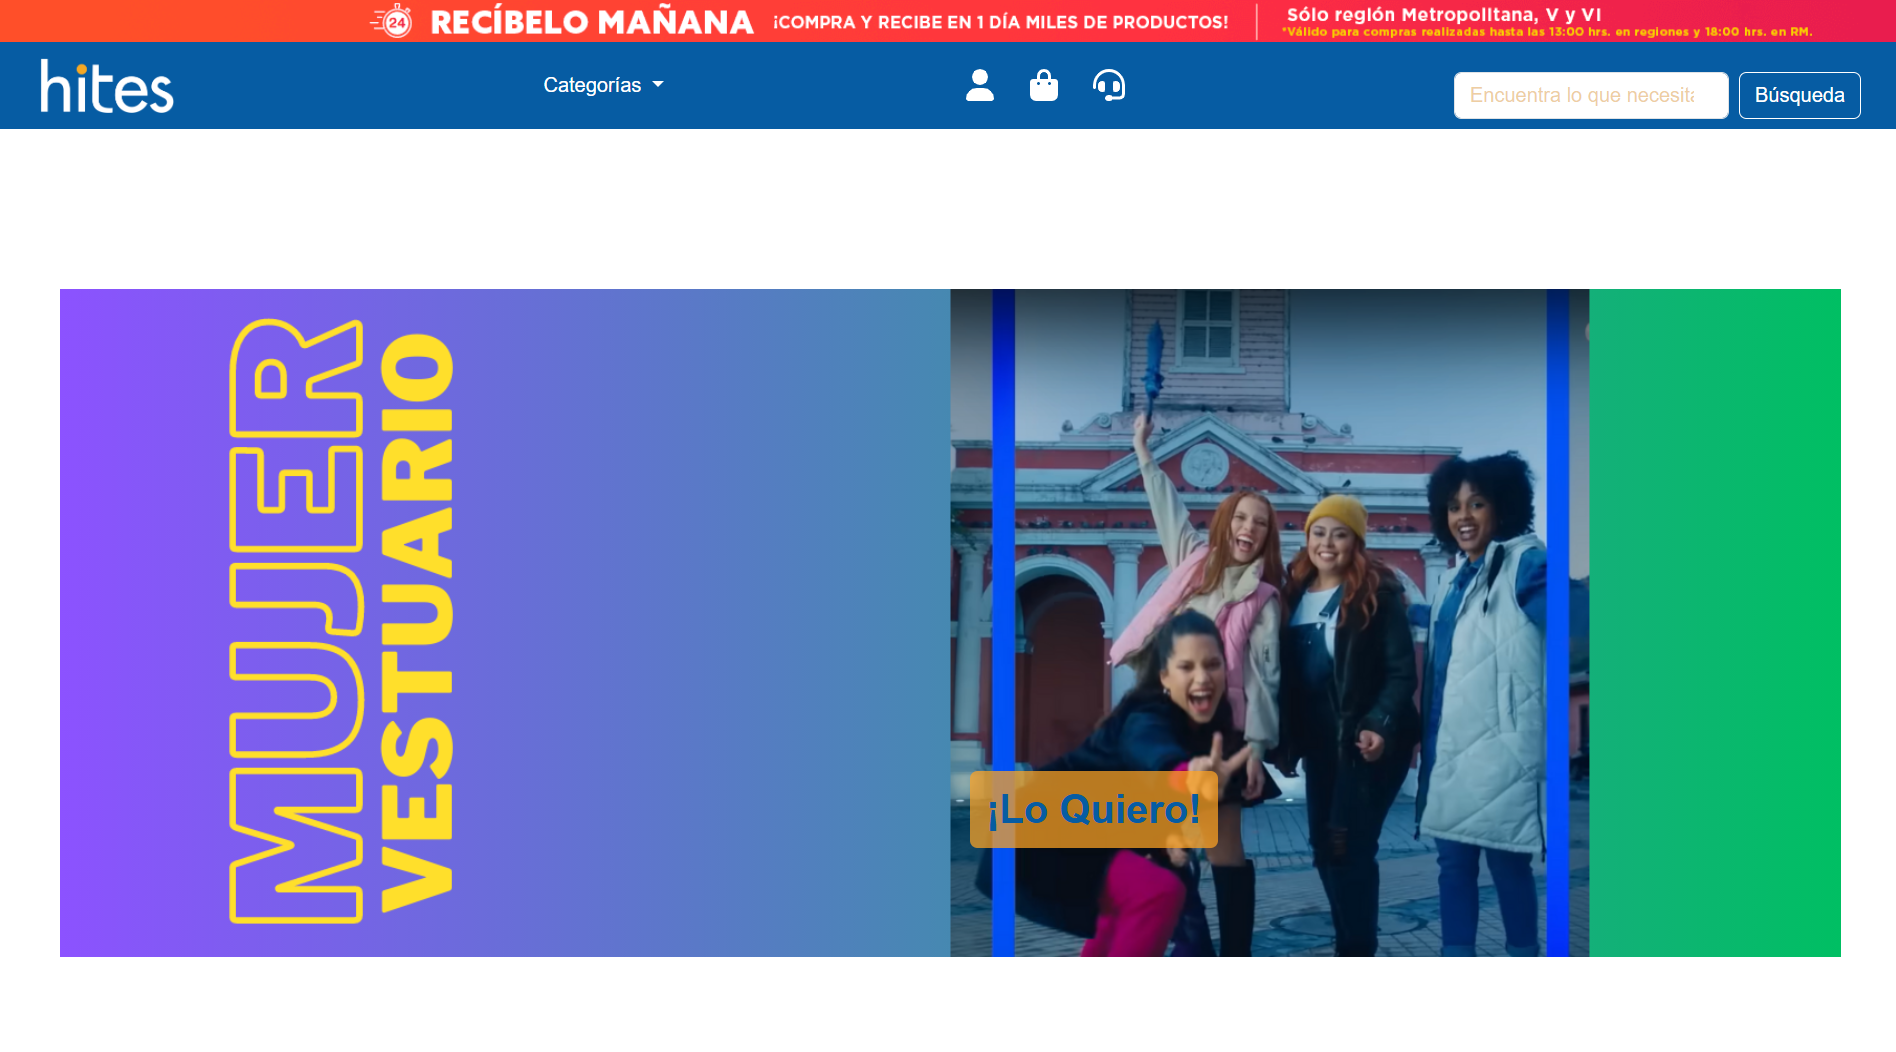 24 RECÍBELO MAÑANA ¡COMPRA Y RECIBE EN 1 DÍA MILES DE PRODUCTOS! Sólo región Metropolitana, V y VI
*Válido para compras realizadas hasta las 13:00 hrs. en regiones y 18:00 hrs. en RM.
hites Categorías Encuentra lo que necesita Búsqueda
MUJER
VESTUARIO
¡Lo Quiero!